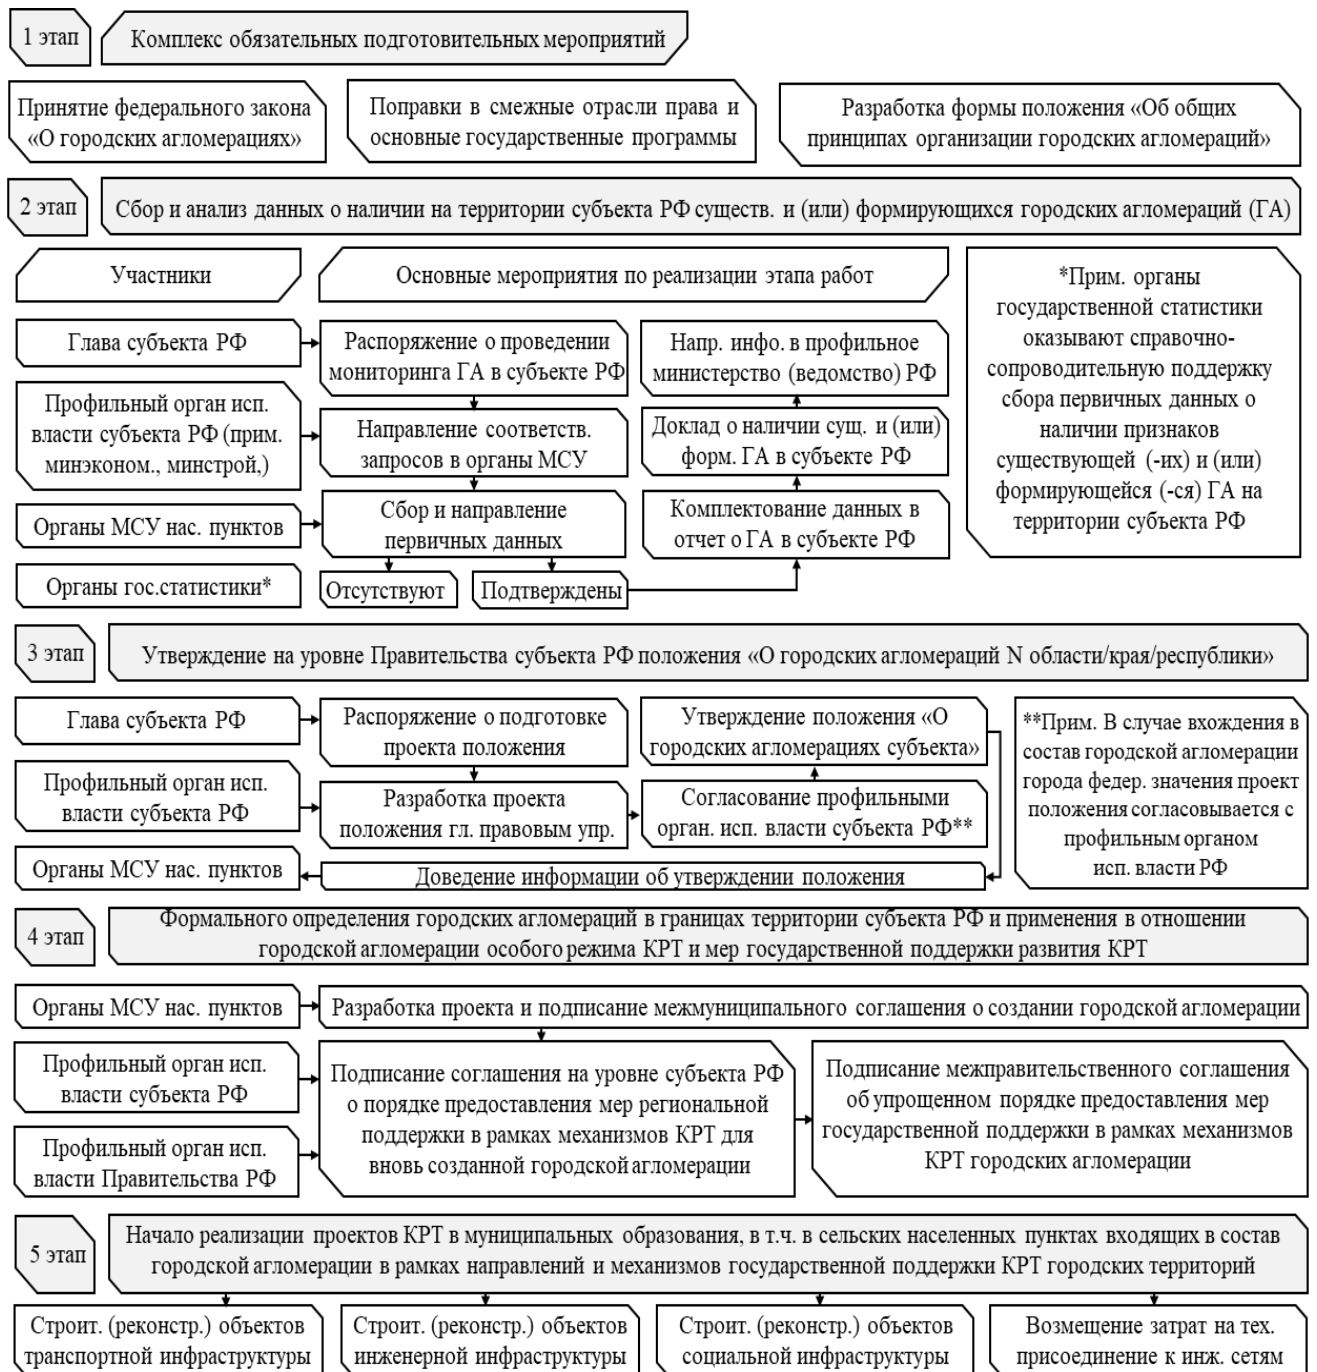 1 этап
Комплекс обязательных подготовительных мероприятий
Принятие федерального закона
«О городских агломерациях»
Поправки в смежные отрасли права и
основные государственные программы
Разработка формы положения «Об общих
принципах организации городских агломераций»
2 этап
Сбор и анализ данных о наличии на территории субъекта РФ существ. и (или) формирующихся городских агломераций (ГА)
Участники
Основные мероприятия по реализации этапа работ
*Прим. органы
государственной статистики
оказывают справочно-
сопроводительную поддержку
сбора первичных данных о
наличии признаков
существующей (-их) и (или)
формирующейся (-ся) ГА на
территории субъекта РФ
Глава субъекта РФ
Распоряжение о проведении
мониторинга ГА в субъекте РФ
Напр. инфо. в профильное
министерство (ведомство) РФ
Профильный орган исп.
власти субъекта РФ (прим.
минэконом., минстрой,)
Направление соответств.
запросов в органы МСУ
Доклад о наличии сущ. и (или)
форм. ГА в субъекте РФ
Органы МСУ нас. пунктов
Сбор и направление
первичных данных
Комплектование данных в
отчет о ГА в субъекте РФ
Органы гос.статистики*
Отсутствуют
Подтверждены
3 этап
Утверждение на уровне Правительства субъекта РФ положения «О городских агломераций N области/края/республики»
Глава субъекта РФ
Распоряжение о подготовке
проекта положения
Утверждение положения «О
городских агломерациях субъекта»
**Прим. В случае вхождения в
состав городской агломерации
города федер. значения проект
положения согласовывается с
профильным органом
исп. власти РФ
Профильный орган исп.
власти субъекта РФ
Разработка проекта
положения гл. правовым упр.
Согласование профильными
орган. исп. власти субъекта РФ**
Органы МСУ нас. пунктов
Доведение информации об утверждении положения
4 этап
Формального определения городских агломераций в границах территории субъекта РФ и применения в отношении
городской агломерации особого режима КРТ и мер государственной поддержки развития КРТ
Органы МСУ нас. пунктов
Разработка проекта и подписание межмуниципального соглашения о создании городской агломерации
Профильный орган исп.
власти субъекта РФ
Профильный орган исп.
власти Правительства РФ
Подписание соглашения на уровне субъекта РФ
о порядке предоставления мер региональной
поддержки в рамках механизмов КРТ для
вновь созданной городской агломерации
Подписание межправительственного соглашения
об упрощенном порядке предоставления мер
государственной поддержки в рамках механизмов
КРТ городских агломерации
5 этап
Начало реализации проектов КРТ в муниципальных образования, в т.ч. в сельских населенных пунктах входящих в состав
городской агломерации в рамках направлений и механизмов государственной поддержки КРТ городских территорий
Строит. (реконстр.) объектов
транспортной инфраструктуры
Строит. (реконстр.) объектов
инженерной инфраструктуры
Строит. (реконстр.) объектов
социальной инфраструктуры
Возмещение затрат на тех.
присоединение к инж. сетям